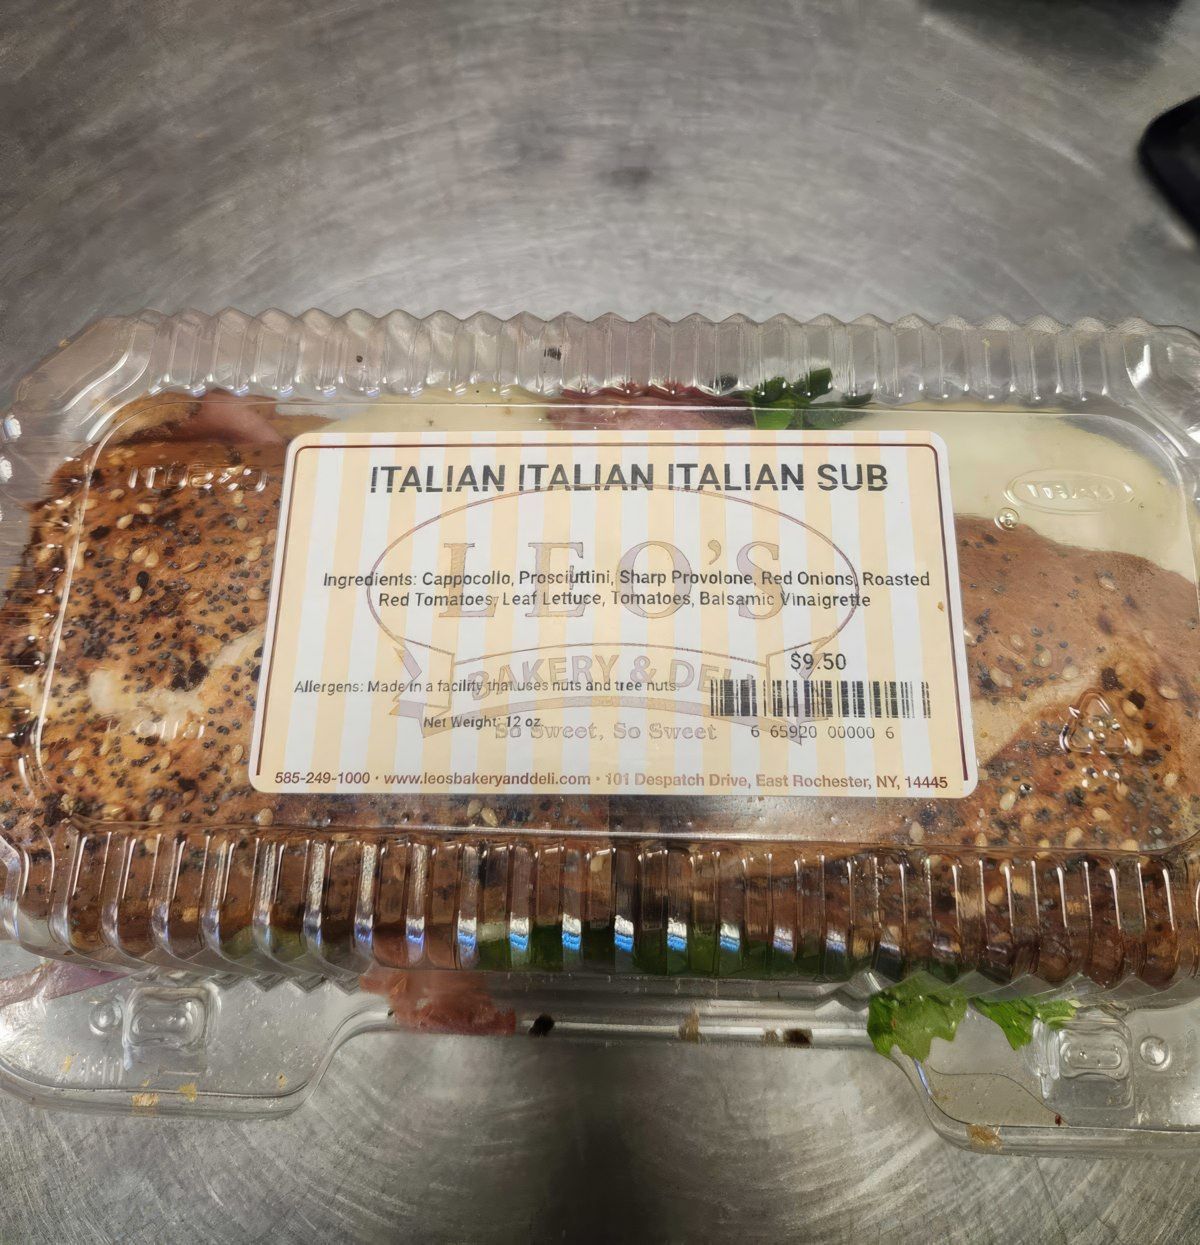 ITALIAN ITALIAN ITALIAN SUB
LEO'S
Ingredients: Cappocollo, Prosciuttini, Sharp Provolone, Red Onions, Roasted
Red Tomatoes, Leaf Lettuce, Tomatoes, Balsamic Vinaigrette
$9.50
BAKERY & DELI
Allergens: Made in a facility that uses nuts and tree nuts.
Net Weight: 12 oz.
So Sweet, So Sweet
6 65920 00000 6
585-249-1000 • www.leosbakeryanddeli.com • 101 Despatch Drive, East Rochester, NY, 14445